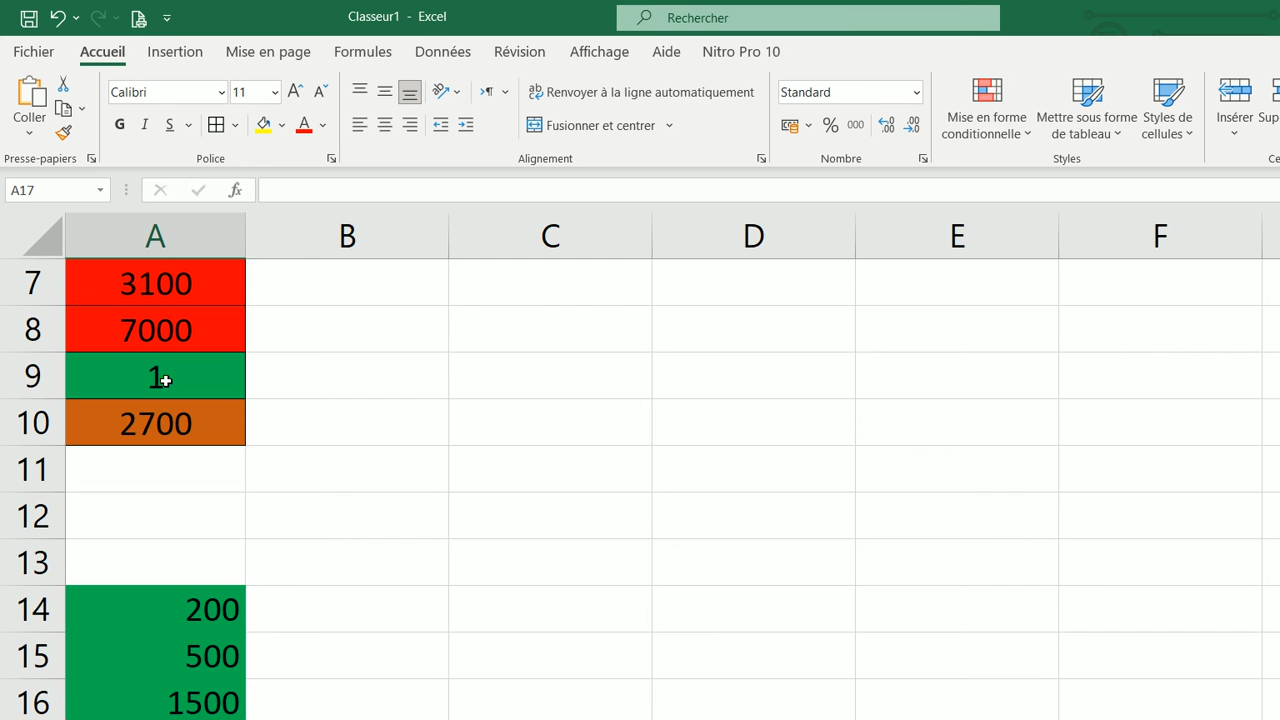 Classeur1 - Excel
Rechercher
Fichier Accueil Insertion Mise en page Formules Données Révision Affichage Aide Nitro Pro 10
Coller
Calibri 11
Renvoyer à la ligne automatiquement
Standard
G I S
Fusionner et centrer
% 000
Mise en forme conditionnelle
Mettre sous forme de tableau
Styles de cellules
Insérer
Presse-papiers Police Alignement Nombre Styles
A17
fx
A B C D E F
7 3100
8 7000
9 1
10 2700
11
12
13
14 200
15 500
16 1500